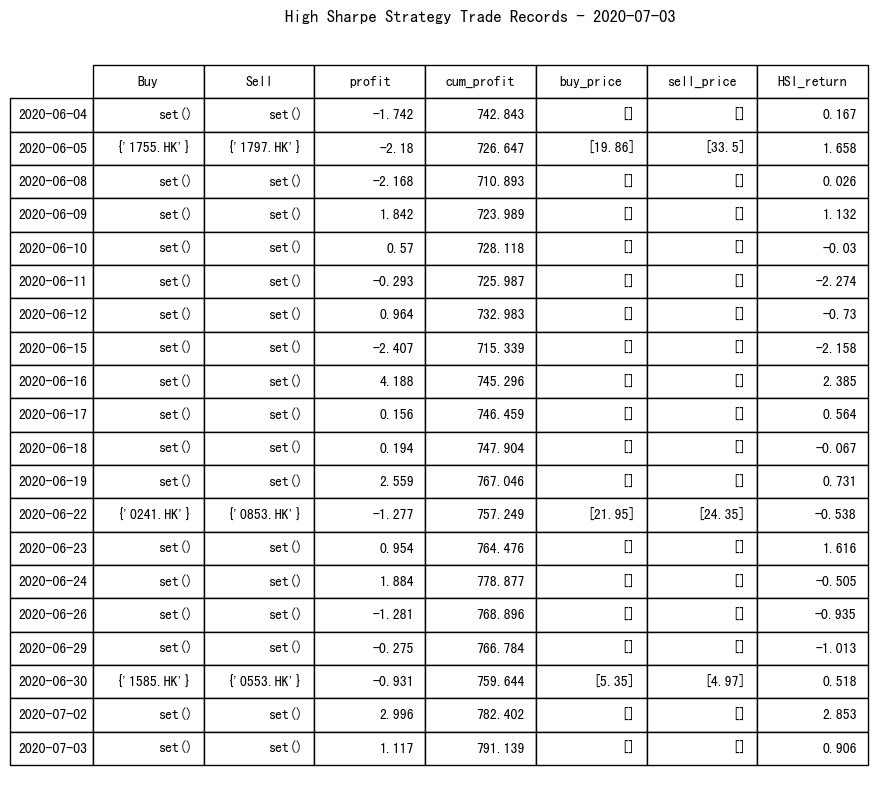 High Sharpe Strategy Trade Records - 2020-07-03
Buy Sell profit cum_profit buy_price sell_price HSI_return
2020-06-04 set() set() -1.742 742.843 [] [] 0.167
2020-06-05 {'1755.HK'} {'1797.HK'} -2.18 726.647 [19.86] [33.5] 1.658
2020-06-08 set() set() -2.168 710.893 [] [] 0.026
2020-06-09 set() set() 1.842 723.989 [] [] 1.132
2020-06-10 set() set() 0.57 728.118 [] [] -0.03
2020-06-11 set() set() -0.293 725.987 [] [] -2.274
2020-06-12 set() set() 0.964 732.983 [] [] -0.73
2020-06-15 set() set() -2.407 715.339 [] [] -2.158
2020-06-16 set() set() 4.188 745.296 [] [] 2.385
2020-06-17 set() set() 0.156 746.459 [] [] 0.564
2020-06-18 set() set() 0.194 747.904 [] [] -0.067
2020-06-19 set() set() 2.559 767.046 [] [] 0.731
2020-06-22 {'0241.HK'} {'0853.HK'} -1.277 757.249 [21.95] [24.35] -0.538
2020-06-23 set() set() 0.954 764.476 [] [] 1.616
2020-06-24 set() set() 1.884 778.877 [] [] -0.505
2020-06-26 set() set() -1.281 768.896 [] [] -0.935
2020-06-29 set() set() -0.275 766.784 [] [] -1.013
2020-06-30 {'1585.HK'} {'0553.HK'} -0.931 759.644 [5.35] [4.97] 0.518
2020-07-02 set() set() 2.996 782.402 [] [] 2.853
2020-07-03 set() set() 1.117 791.139 [] [] 0.906